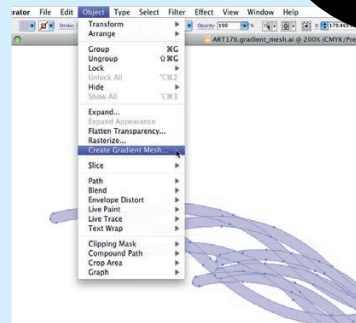 rator File Edit Object Type Select Filter Effect View Window Help
Stroke: Opacity: 100 % X: 179.465
Transform
Arrange
ART176.gradient_mesh.ai @ 200% (CMYK/Pre
Group ⌘G
Ungroup ⇧⌘G
Lock
Unlock All ⌥⌘2
Hide
Show All ⌥⌘3
Expand...
Expand Appearance
Flatten Transparency...
Rasterize...
Create Gradient Mesh...
Slice
Path
Blend
Envelope Distort
Live Paint
Live Trace
Text Wrap
Clipping Mask
Compound Path
Crop Area
Graph